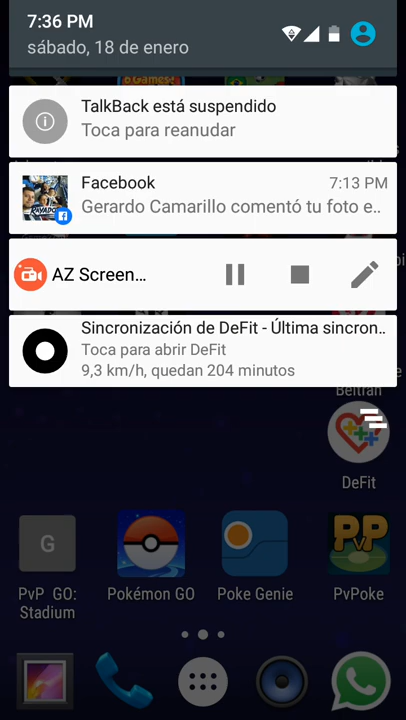 7:36 PM
sábado, 18 de enero
TalkBack está suspendido
Toca para reanudar
Facebook
7:13 PM
Gerardo Camarillo comentó tu foto e..
AZ Screen...
Sincronización de DeFit - Última sincron..
Toca para abrir DeFit
9,3 km/h, quedan 204 minutos
Beltran
DeFit
G
PvP GO:
Stadium
Pokémon GO
Poke Genie
PvP
PvPoke